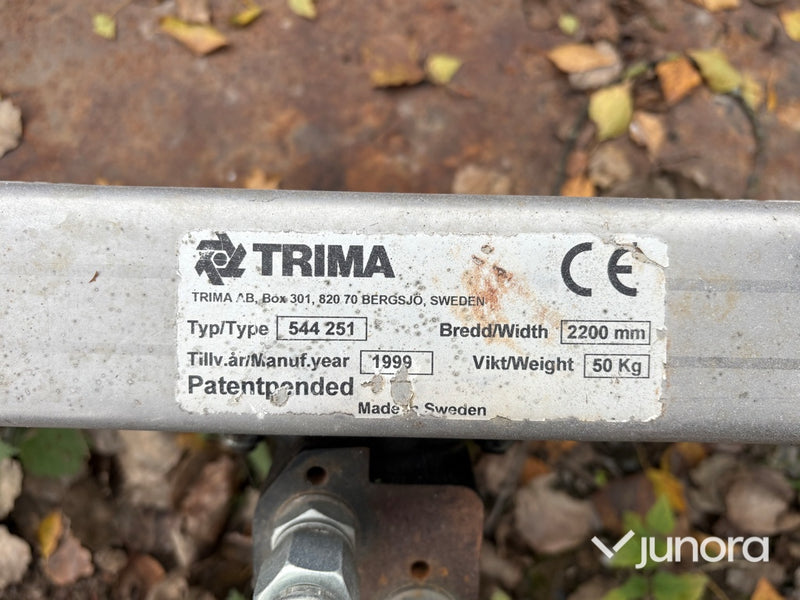 TRIMA
CE
TRIMA AB, Box 301, 820 70 BERGSJÖ, SWEDEN
Typ/Type 544 251 Bredd/Width 2200 mm
Tillv.år/Manuf.year 1999 Vikt/Weight 50 Kg
Patentpended
Made in Sweden
junora